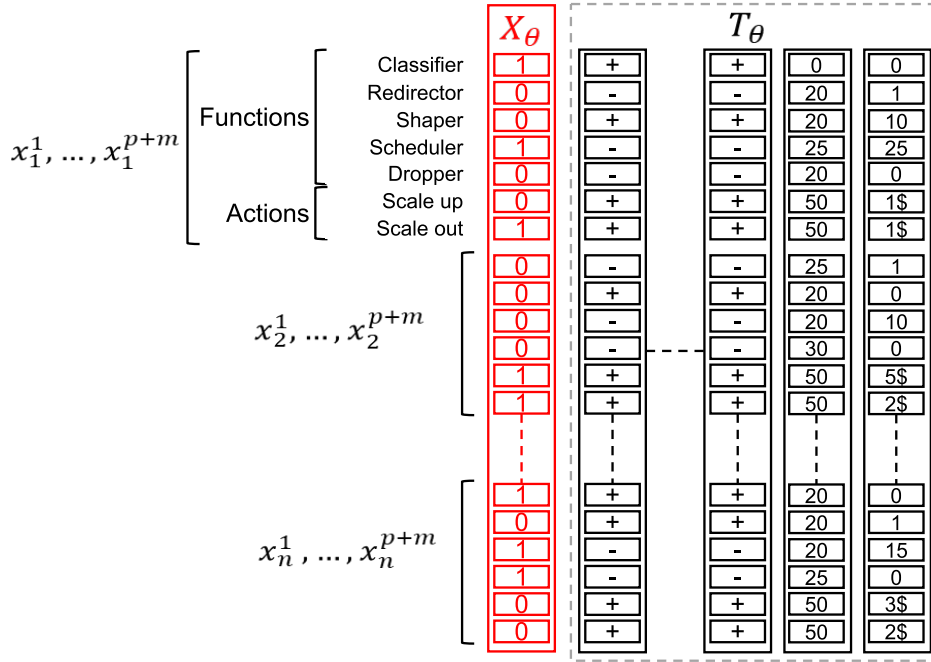 X_θ T_θ
Classifier 1 + + 0 0
Redirector 0 - - 20 1
Functions Shaper 0 + + 20 10
x_1^1, ..., x_1^{p+m} Scheduler 1 - - 25 25
Dropper 0 - - 20 0
Actions Scale up 0 + + 50 1$
Scale out 1 + + 50 1$
0 - - 25 1
0 + + 20 0
x_2^1, ..., x_2^{p+m} 0 - - 20 10
0 - - 30 0
1 + + 50 5$
1 + + 50 2$
1 + + 20 0
0 + + 20 1
x_n^1, ..., x_n^{p+m} 1 - - 20 15
1 - - 25 0
0 + + 50 3$
0 + + 50 2$